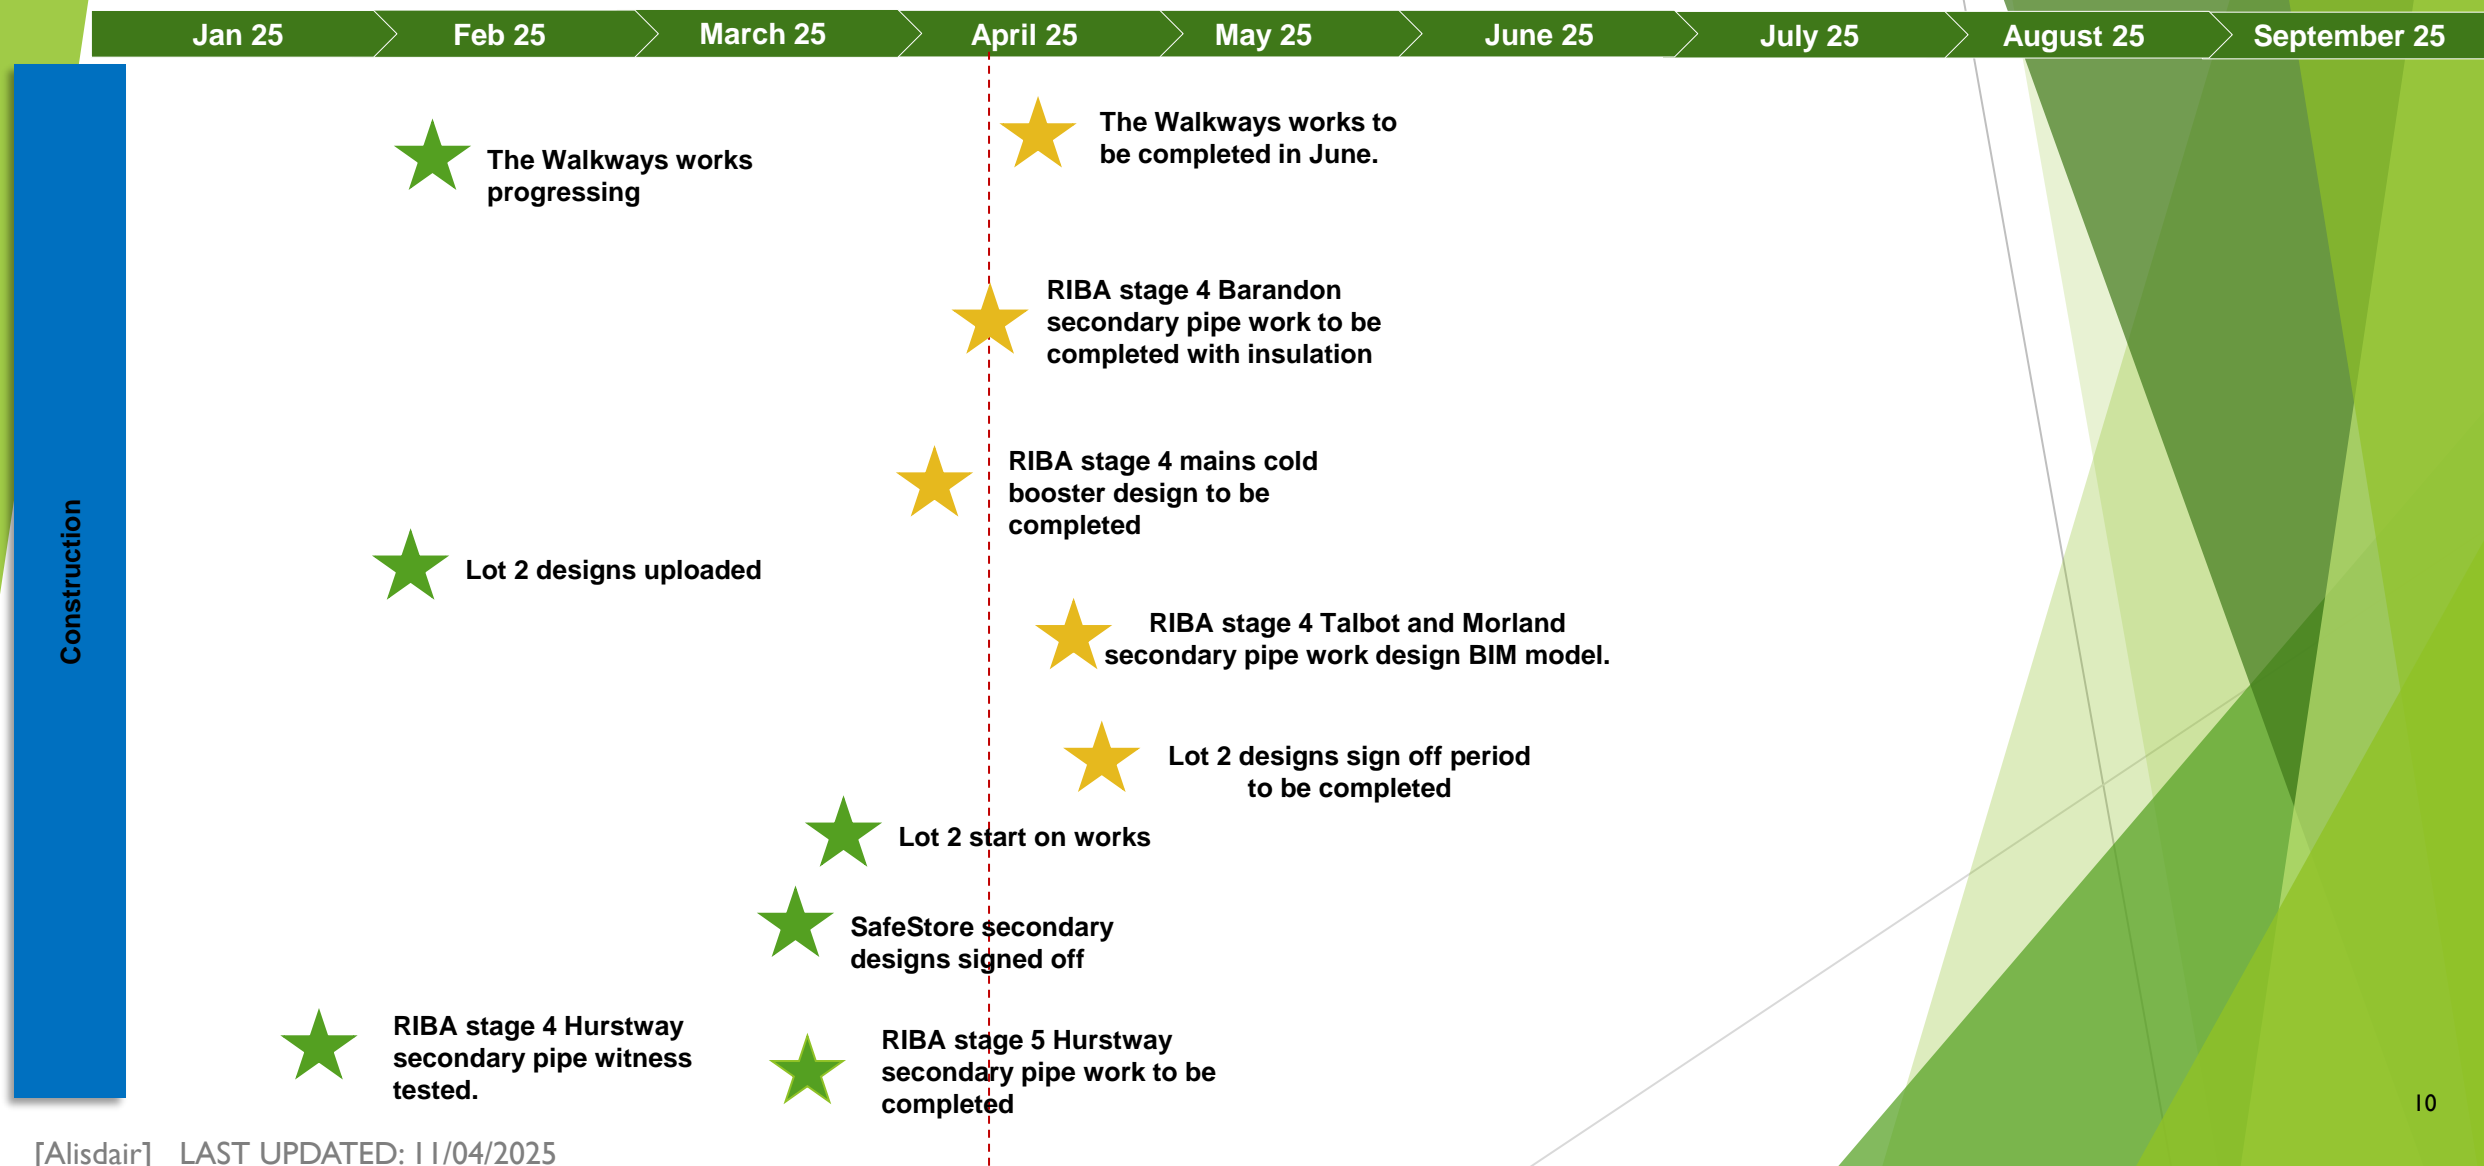 Jan 25
Feb 25
March 25
April 25
May 25
June 25
July 25
August 25
September 25
Construction
The Walkways works
progressing
The Walkways works to
be completed in June.
RIBA stage 4 Barandon
secondary pipe work to be
completed with insulation
RIBA stage 4 mains cold
booster design to be
completed
Lot 2 designs uploaded
RIBA stage 4 Talbot and Morland
secondary pipe work design BIM model.
Lot 2 designs sign off period
to be completed
Lot 2 start on works
SafeStore secondary
designs signed off
RIBA stage 4 Hurstway
secondary pipe witness
tested.
RIBA stage 5 Hurstway
secondary pipe work to be
completed
10
[Alisdair] LAST UPDATED: 11/04/2025